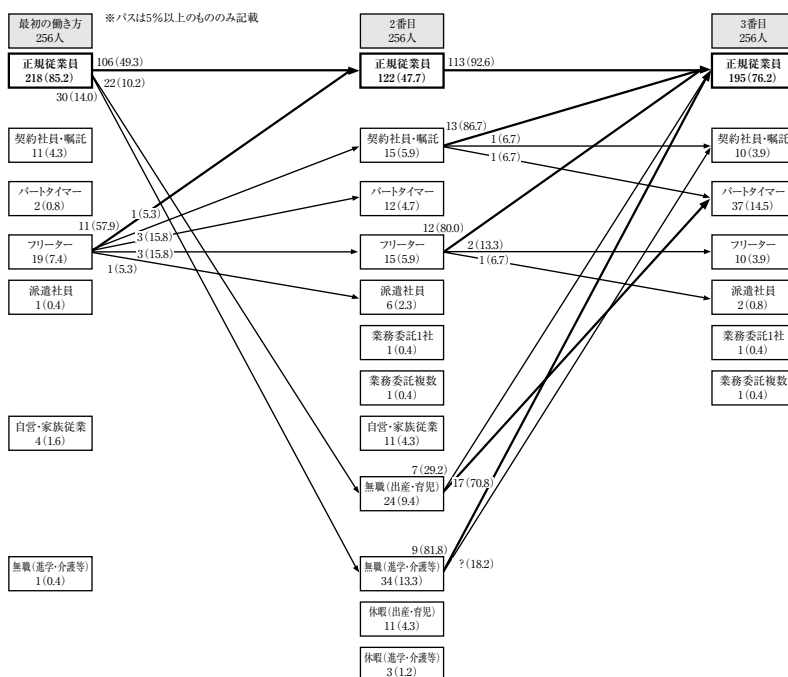 最初の働き方
256人
※パスは5%以上のもののみ記載
2番目
256人
3番目
256人
正規従業員
218(85.2)
106(49.3)
22(10.2)
30(14.0)
正規従業員
122(47.7)
113(92.6)
正規従業員
195(76.2)
契約社員・嘱託
11(4.3)
契約社員・嘱託
15(5.9)
13(86.7)
1(6.7)
1(6.7)
契約社員・嘱託
10(3.9)
パートタイマー
2(0.8)
パートタイマー
12(4.7)
パートタイマー
37(14.5)
11(57.9)
1(5.3)
3(15.8)
3(15.8)
1(5.3)
フリーター
19(7.4)
フリーター
15(5.9)
12(80.0)
2(13.3)
1(6.7)
フリーター
10(3.9)
派遣社員
1(0.4)
派遣社員
6(2.3)
派遣社員
2(0.8)
業務委託1社
1(0.4)
業務委託1社
1(0.4)
業務委託複数
1(0.4)
業務委託複数
1(0.4)
自営・家族従業
4(1.6)
自営・家族従業
11(4.3)
7(29.2)
17(70.8)
無職(出産・育児)
24(9.4)
9(81.8)
?(18.2)
無職(進学・介護等)
1(0.4)
無職(進学・介護等)
34(13.3)
休暇(出産・育児)
11(4.3)
休暇(進学・介護等)
3(1.2)